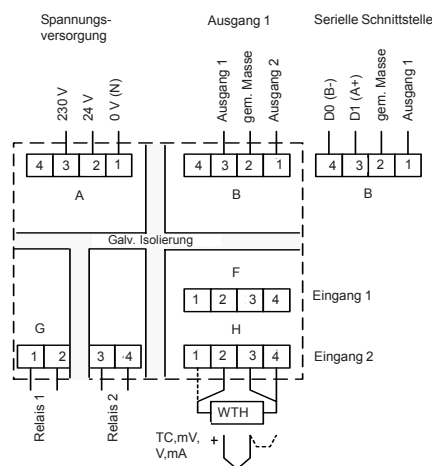 Spannungs-
versorgung
Ausgang 1
Serielle Schnittstelle
230 V
24 V
0 V (N)
Ausgang 1
gem. Masse
Ausgang 2
D0 (B-)
D1 (A+)
gem. Masse
Ausgang 1
4 3 2 1
4 3 2 1
4 3 2 1
A
B
B
Galv. Isolierung
F
1 2 3 4
Eingang 1
G
H
1 2
3 4
1 2 3 4
Eingang 2
Relais 1
Relais 2
WTH
TC,mV,
V,mA
+